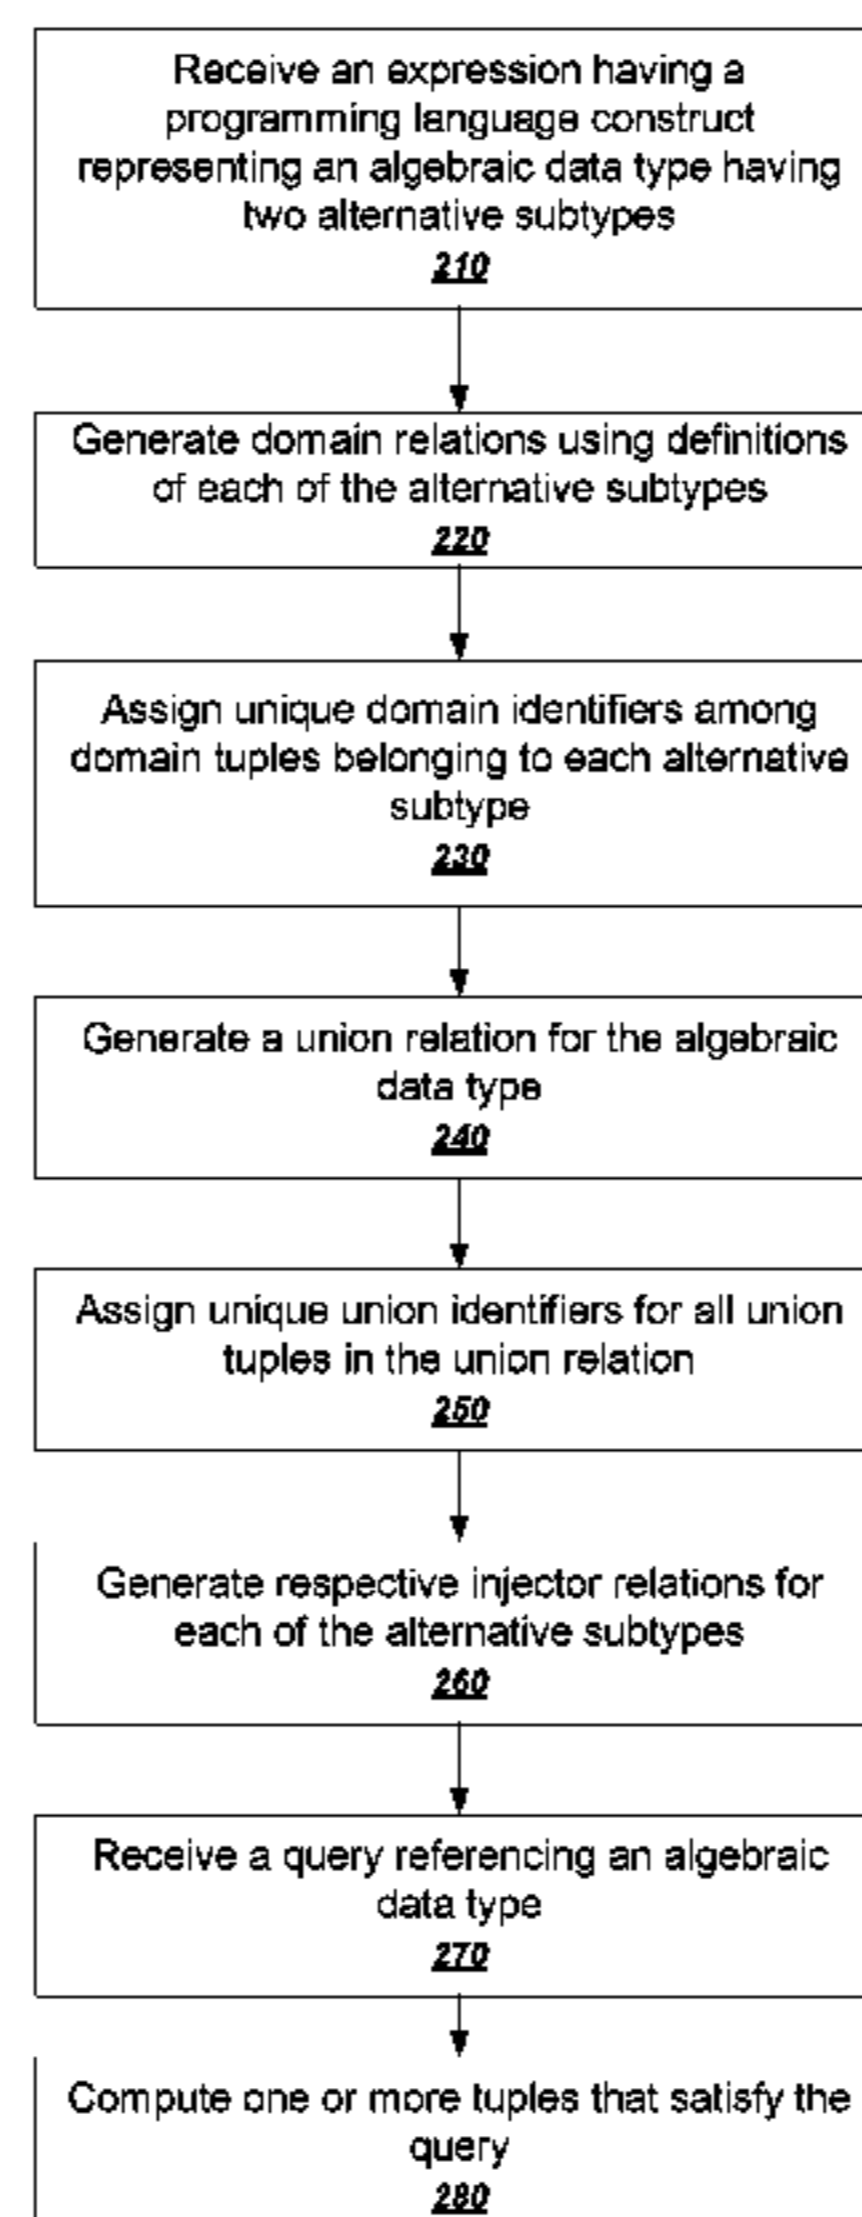 Receive an expression having a
programming language construct
representing an algebraic data type having
two alternative subtypes
210
Generate domain relations using definitions
of each of the alternative subtypes
220
Assign unique domain identifiers among
domain tuples belonging to each alternative
subtype
230
Generate a union relation for the algebraic
data type
240
Assign unique union identifiers for all union
tuples in the union relation
250
Generate respective injector relations for
each of the alternative subtypes
260
Receive a query referencing an algebraic
data type
270
Compute one or more tuples that satisfy the
query
280